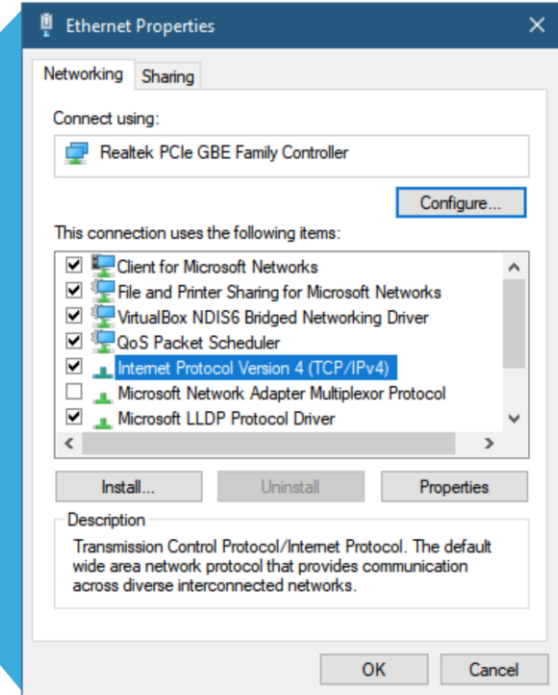 Ethernet Properties
Networking
Sharing
Connect using:
Realtek PCIe GBE Family Controller
Configure...
This connection uses the following items:
Client for Microsoft Networks
File and Printer Sharing for Microsoft Networks
VirtualBox NDIS6 Bridged Networking Driver
QoS Packet Scheduler
Internet Protocol Version 4 (TCP/IPv4)
Microsoft Network Adapter Multiplexor Protocol
Microsoft LLDP Protocol Driver
Install...
Uninstall
Properties
Description
Transmission Control Protocol/Internet Protocol. The default
wide area network protocol that provides communication
across diverse interconnected networks.
OK
Cancel